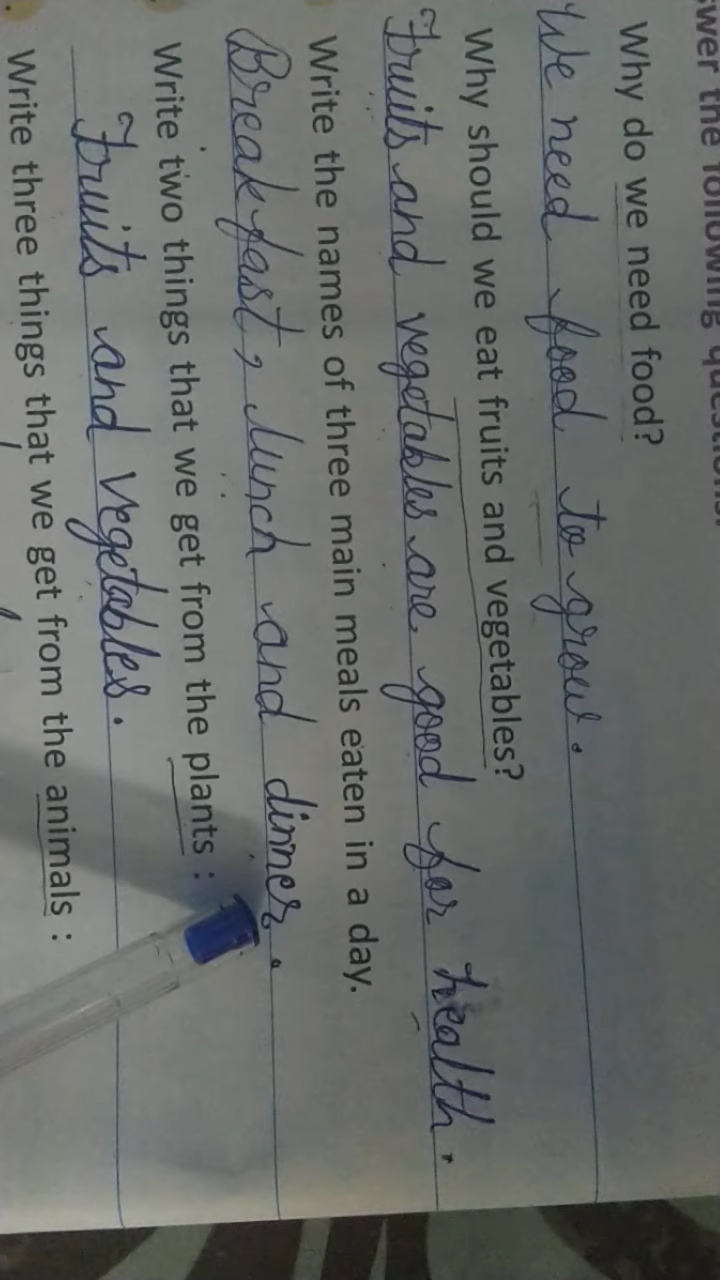 the following questions.
Why do we need food?
We need food to grow.
Why should we eat fruits and vegetables?
Fruits and vegetables are good for health.
Write the names of three main meals eaten in a day.
Breakfast, lunch and dinner.
Write two things that we get from the plants :
Fruits and vegetables.
Write three things that we get from the animals :